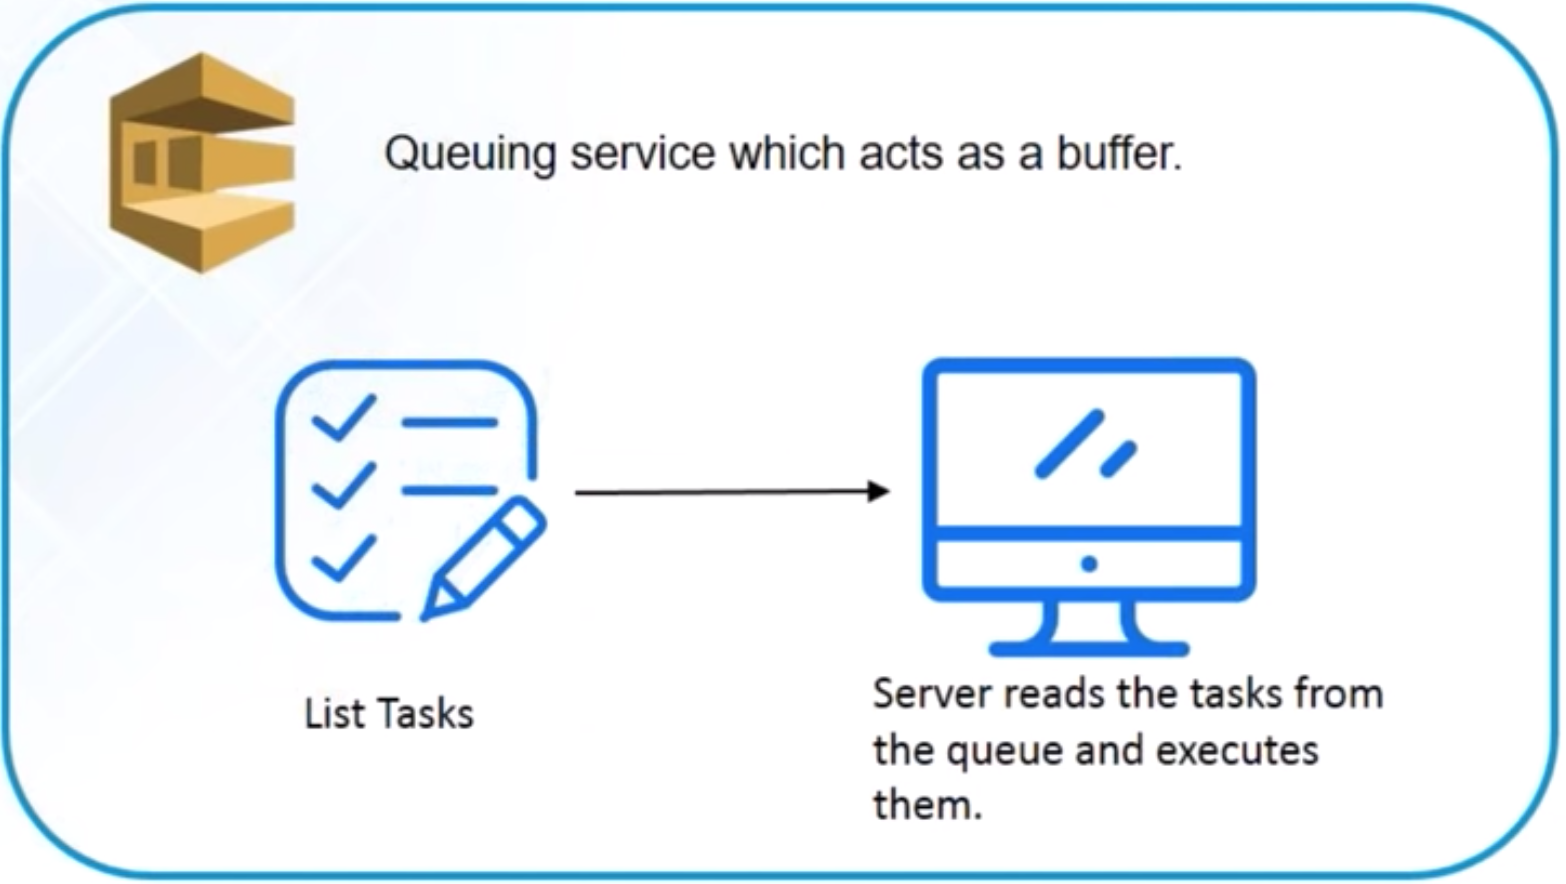 Queuing service which acts as a buffer.
List Tasks
Server reads the tasks from
the queue and executes
them.